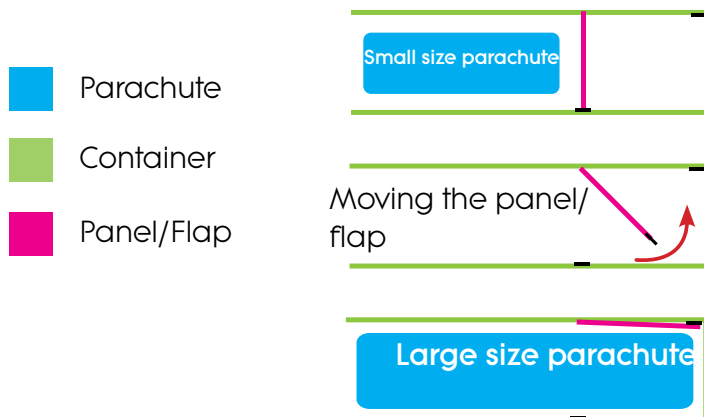 Parachute
Container
Panel/Flap
Small size parachute
Moving the panel/
flap
Large size parachute